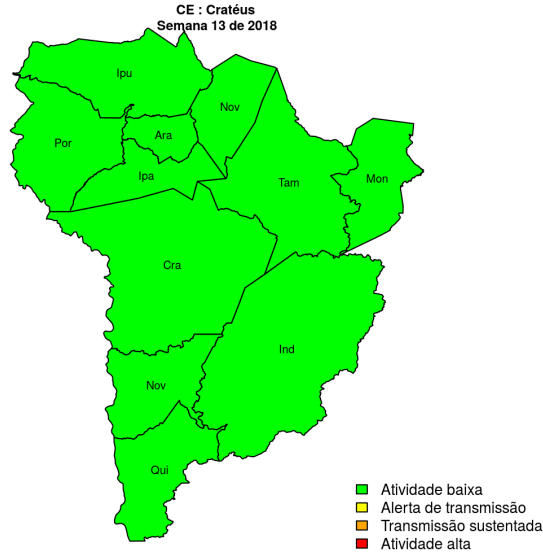 CE : Cratéus
Semana 13 de 2018
Ipu
Nov
Por
Ara
Ipa
Tam
Mon
Cra
Ind
Nov
Qui
Atividade baixa
Alerta de transmissão
Transmissão sustentada
Atividade alta